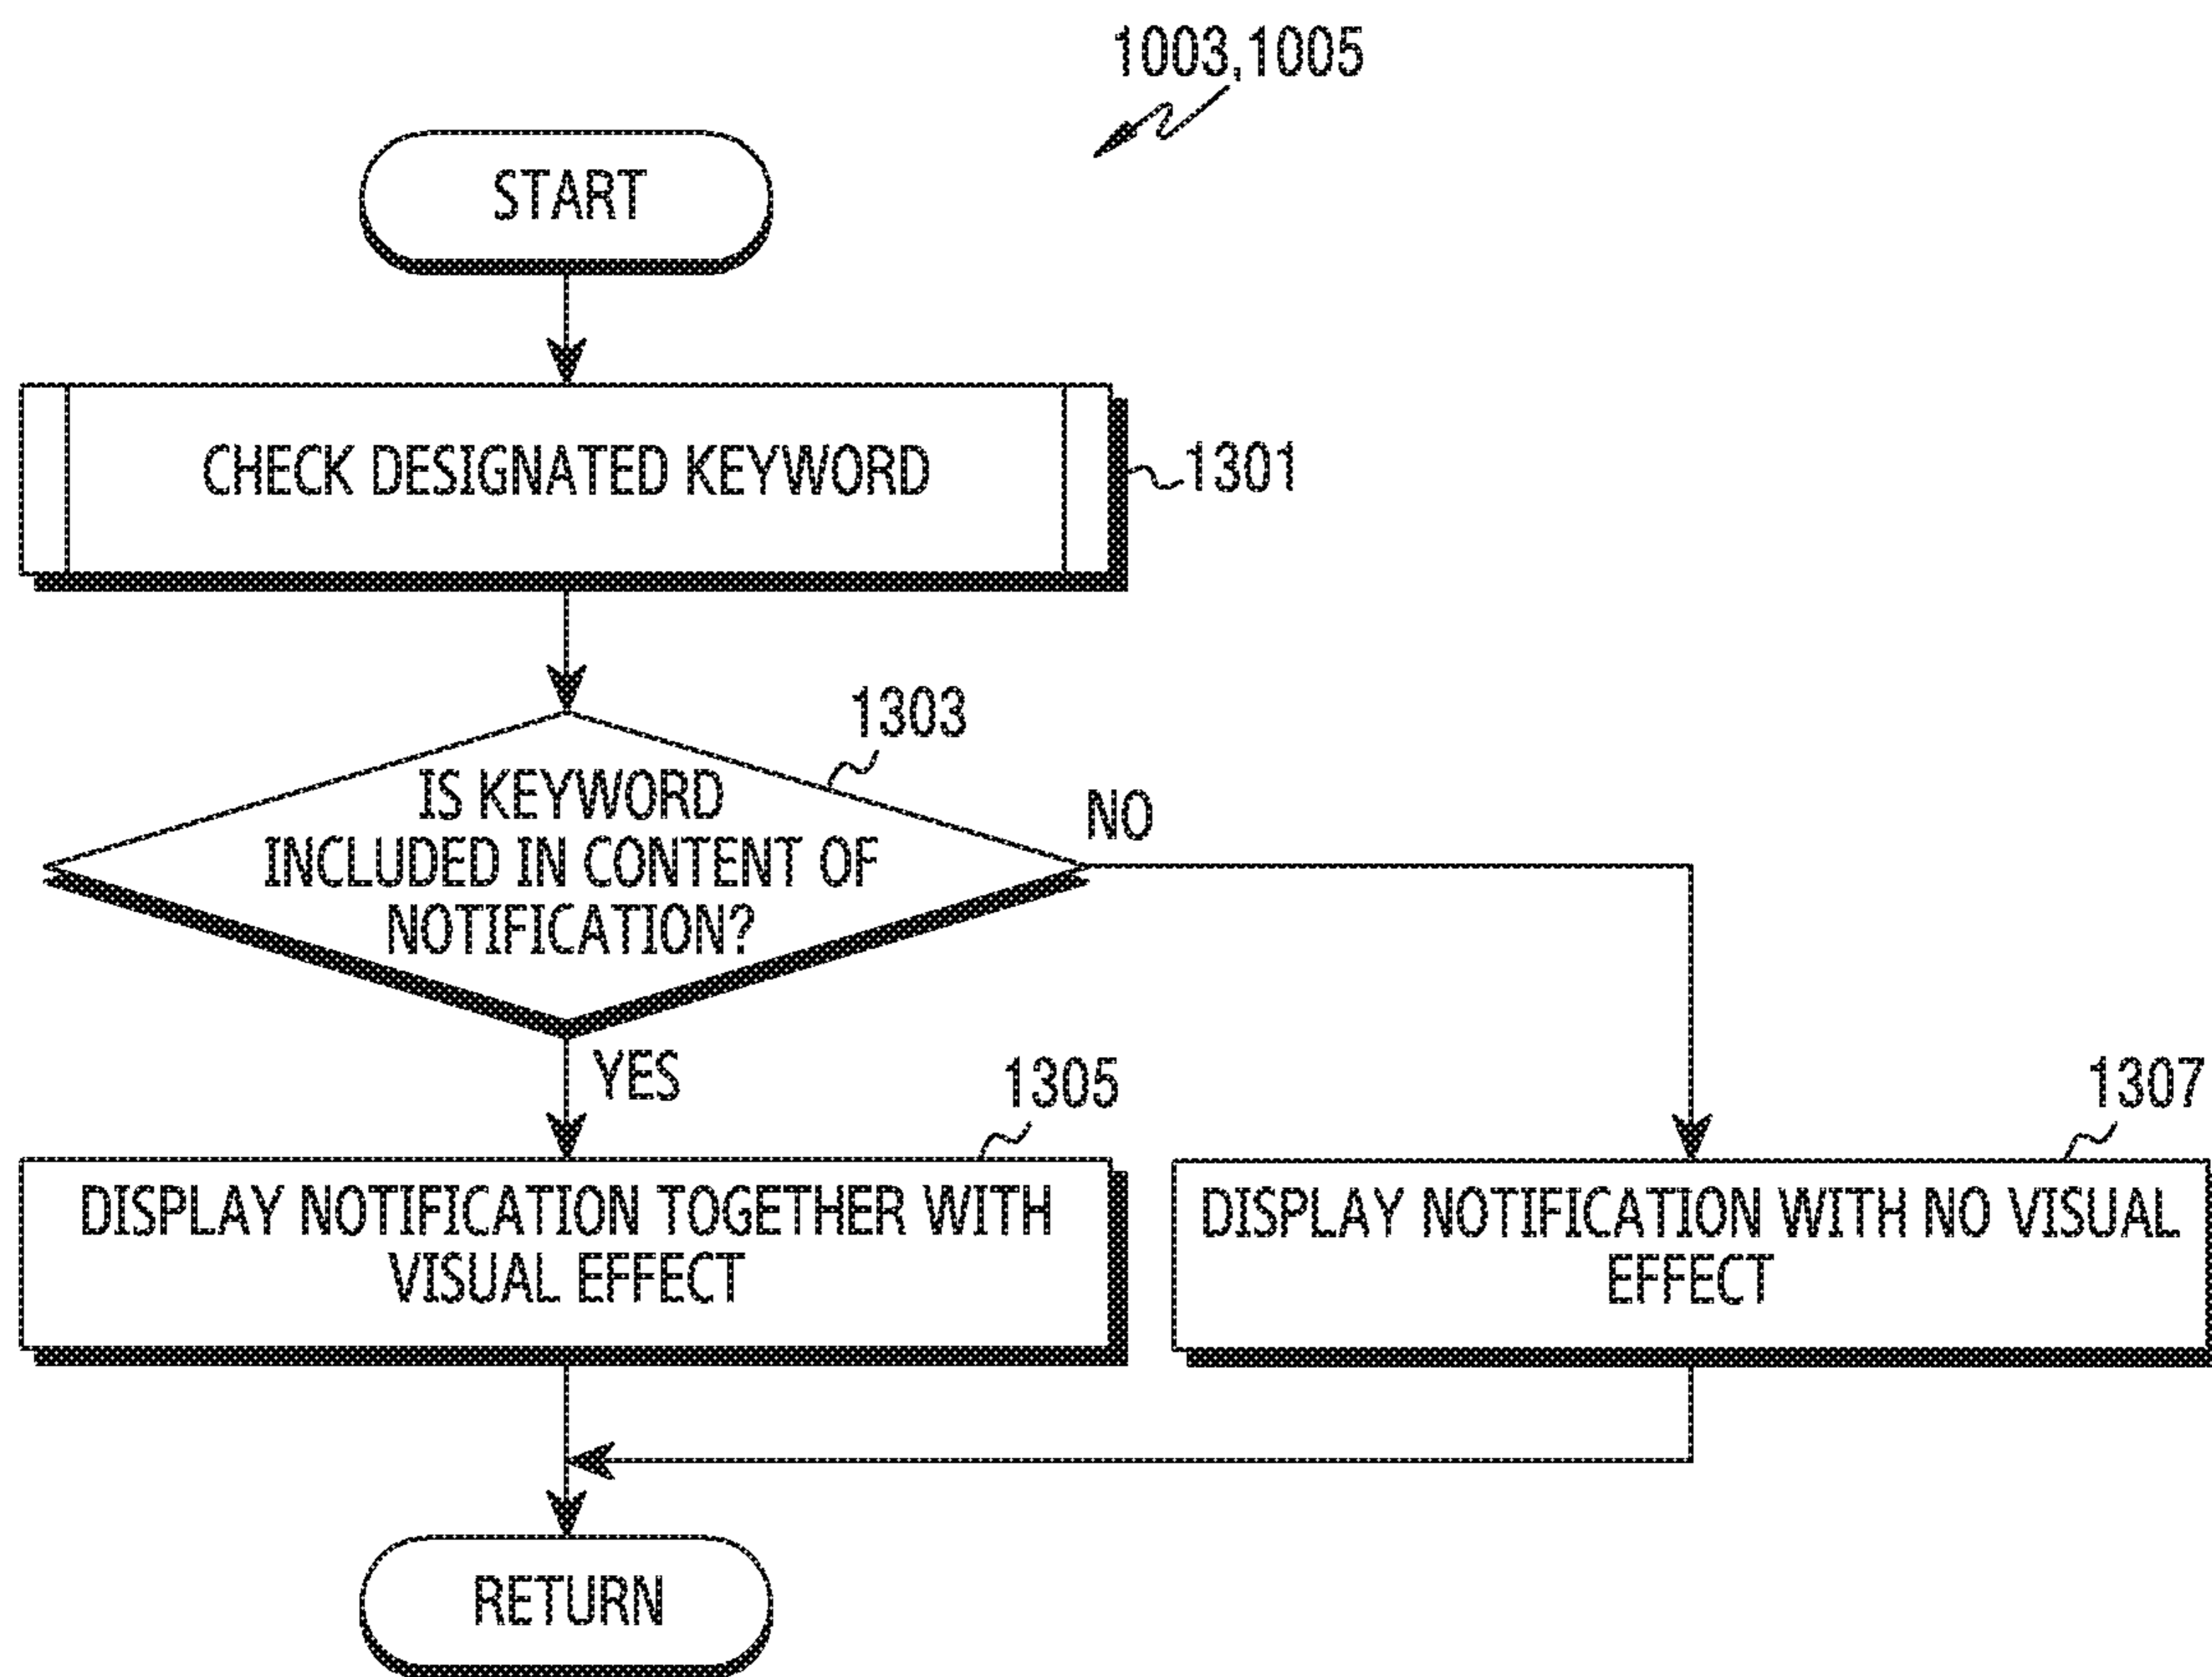 1003,1005
START
CHECK DESIGNATED KEYWORD
1301
1303
IS KEYWORD
INCLUDED IN CONTENT OF
NOTIFICATION?
NO
YES
1305
DISPLAY NOTIFICATION TOGETHER WITH
VISUAL EFFECT
1307
DISPLAY NOTIFICATION WITH NO VISUAL
EFFECT
RETURN